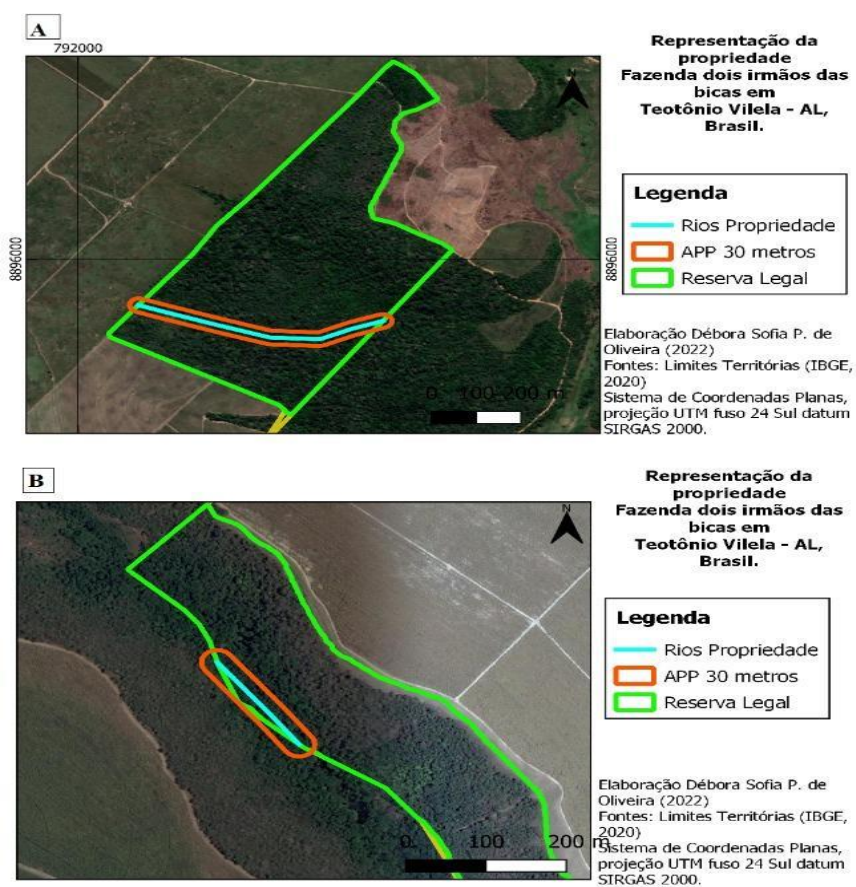 A
792000
Representação da
propriedade
Fazenda dois irmãos das
bicas em
Teotônio Vilela - AL,
Brasil.
N
8896000
8896000
Legenda
Rios Propriedade
APP 30 metros
Reserva Legal
Elaboração Débora Sofia P. de
Oliveira (2022)
Fontes: Limites Territórias (IBGE,
2020)
Sistema de Coordenadas Planas,
projeção UTM fuso 24 Sul datum
SIRGAS 2000.
0 100 200 m
B
Representação da
propriedade
Fazenda dois irmãos das
bicas em
Teotônio Vilela - AL,
Brasil.
N
Legenda
Rios Propriedade
APP 30 metros
Reserva Legal
Elaboração Débora Sofia P. de
Oliveira (2022)
Fontes: Limites Territórias (IBGE,
2020)
Sistema de Coordenadas Planas,
projeção UTM fuso 24 Sul datum
SIRGAS 2000.
0 100 200 m